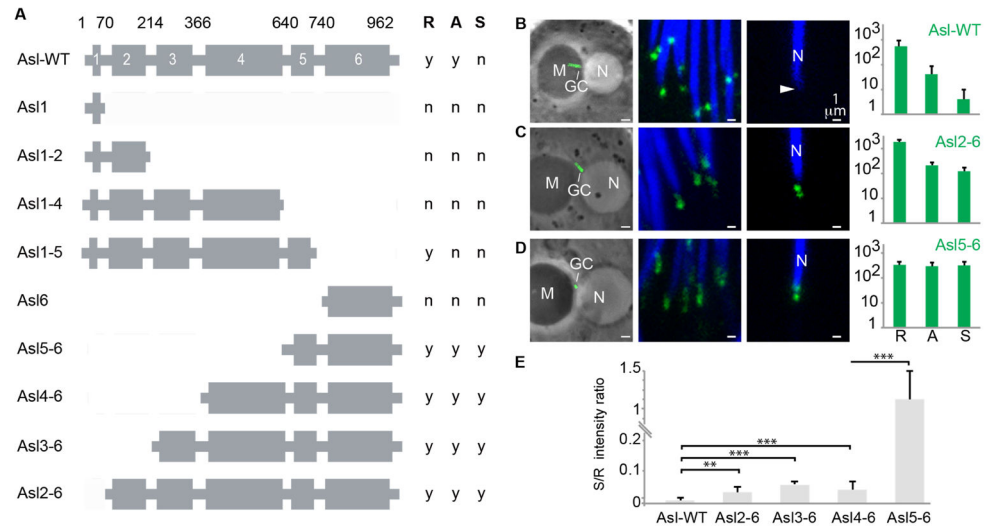 A
1 70 214 366 640 740 962 R A S
Asl-WT 1 2 3 4 5 6 y y n
Asl1 n n n
Asl1-2 n n n
Asl1-4 n n n
Asl1-5 y n n
Asl6 n n n
Asl5-6 y y y
Asl4-6 y y y
Asl3-6 y y y
Asl2-6 y y y
B
M N
GC
N
1
μm
Asl-WT
10³
10²
10
1
C
M N
GC
N
Asl2-6
10³
10²
10
1
D
GC
M N
N
Asl5-6
10³
10²
10
1
R A S
E
S/R intensity ratio
1.5
1
0.2
0.1
0
***
***
***
**
Asl-WT Asl2-6 Asl3-6 Asl4-6 Asl5-6